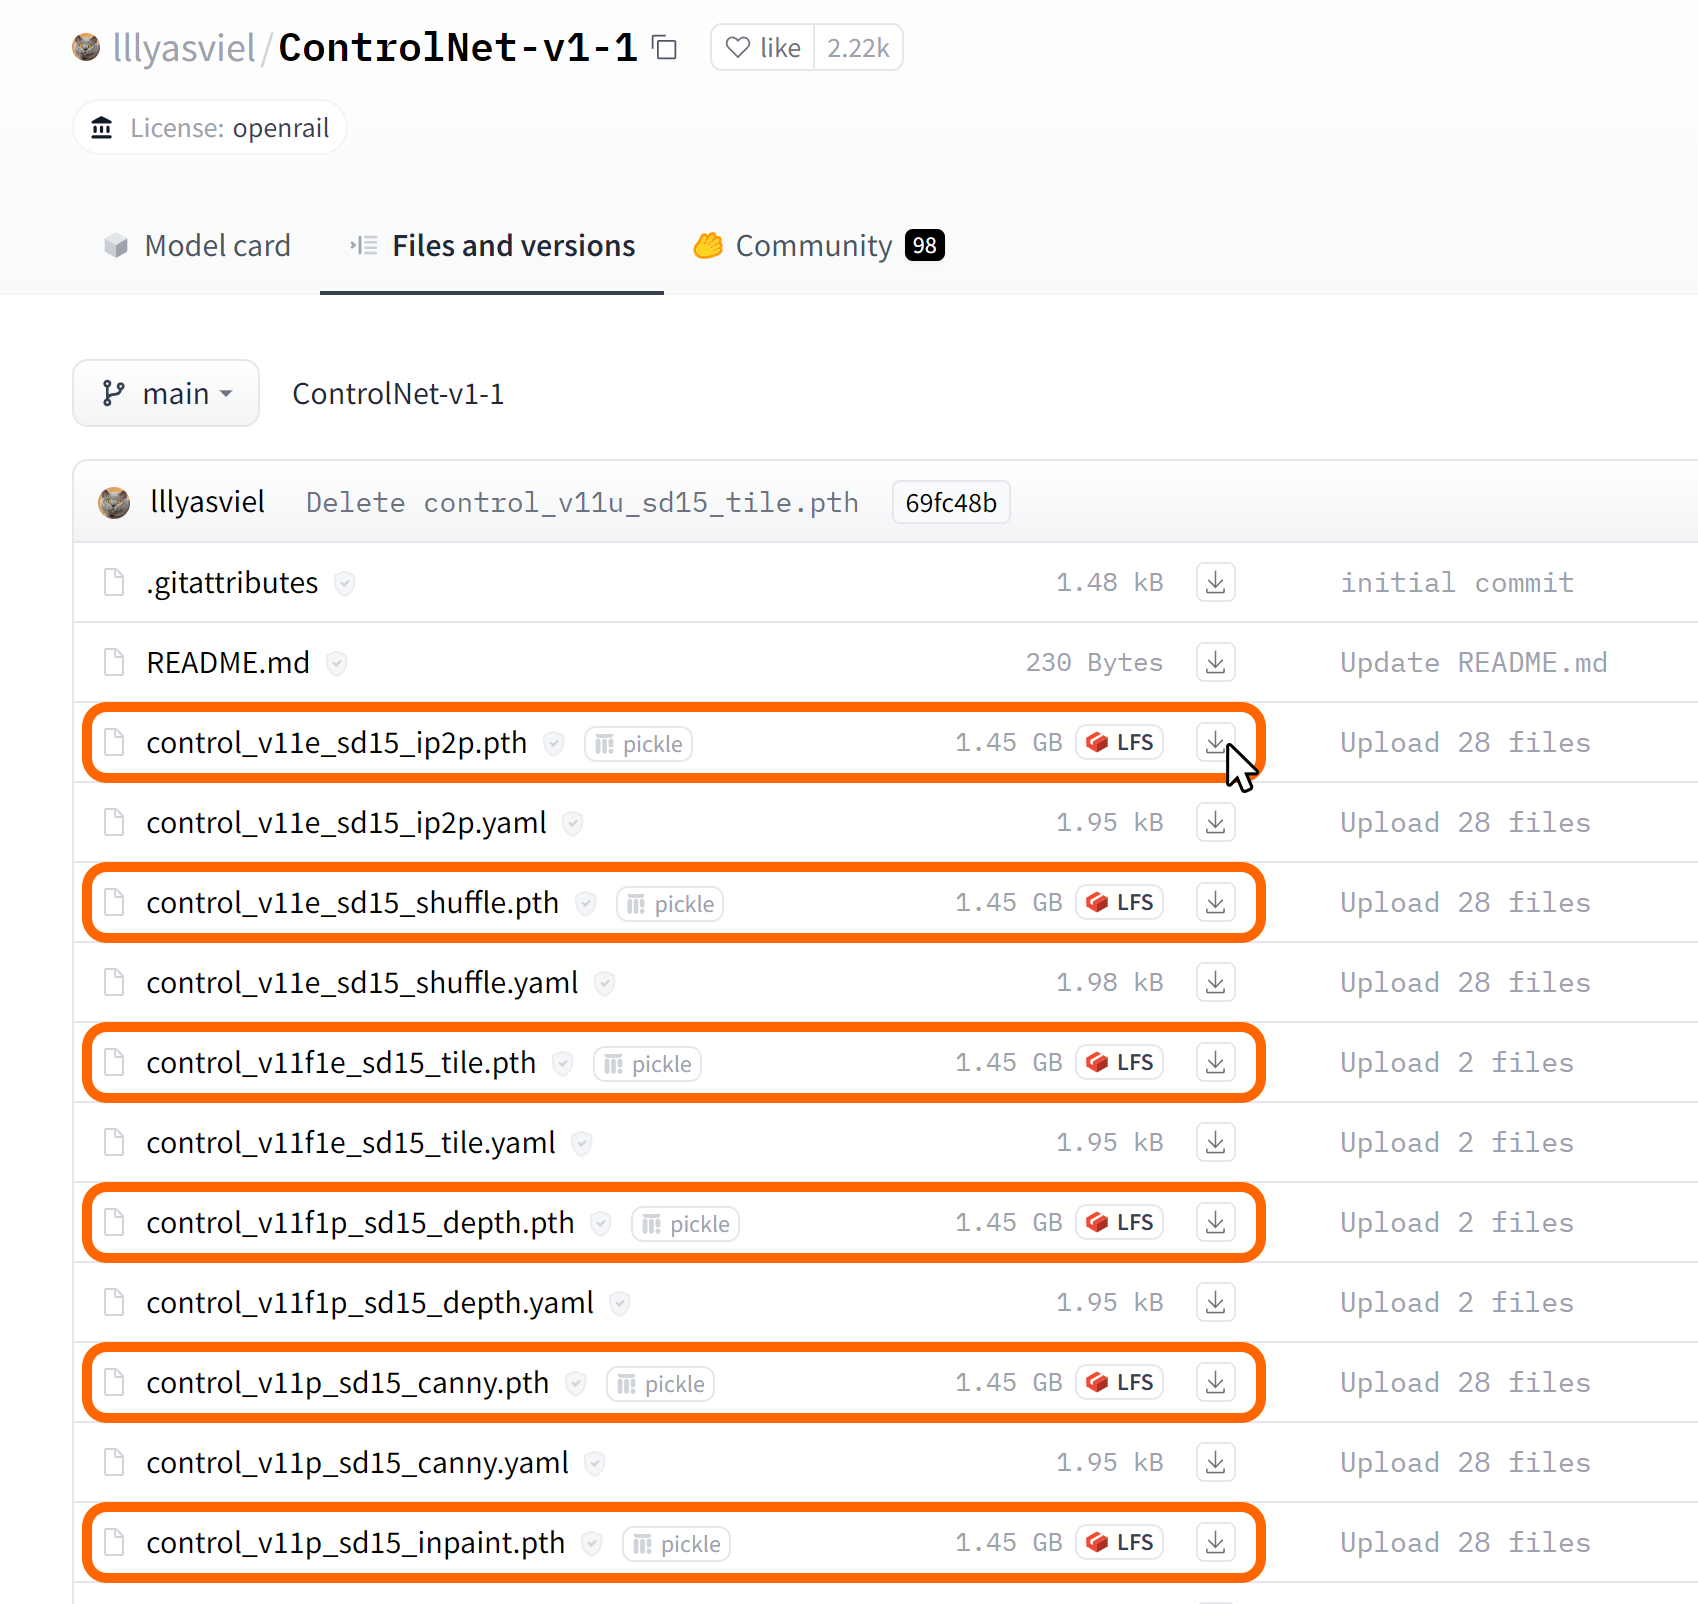 lllyasviel/ControlNet-v1-1 like 2.22k
License: openrail
Model card Files and versions Community 98
main ControlNet-v1-1
lllyasviel Delete control_v11u_sd15_tile.pth 69fc48b
.gitattributes 1.48 kB initial commit
README.md 230 Bytes Update README.md
control_v11e_sd15_ip2p.pth pickle 1.45 GB LFS Upload 28 files
control_v11e_sd15_ip2p.yaml 1.95 kB Upload 28 files
control_v11e_sd15_shuffle.pth pickle 1.45 GB LFS Upload 28 files
control_v11e_sd15_shuffle.yaml 1.98 kB Upload 28 files
control_v11f1e_sd15_tile.pth pickle 1.45 GB LFS Upload 2 files
control_v11f1e_sd15_tile.yaml 1.95 kB Upload 2 files
control_v11f1p_sd15_depth.pth pickle 1.45 GB LFS Upload 2 files
control_v11f1p_sd15_depth.yaml 1.95 kB Upload 2 files
control_v11p_sd15_canny.pth pickle 1.45 GB LFS Upload 28 files
control_v11p_sd15_canny.yaml 1.95 kB Upload 28 files
control_v11p_sd15_inpaint.pth pickle 1.45 GB LFS Upload 28 files